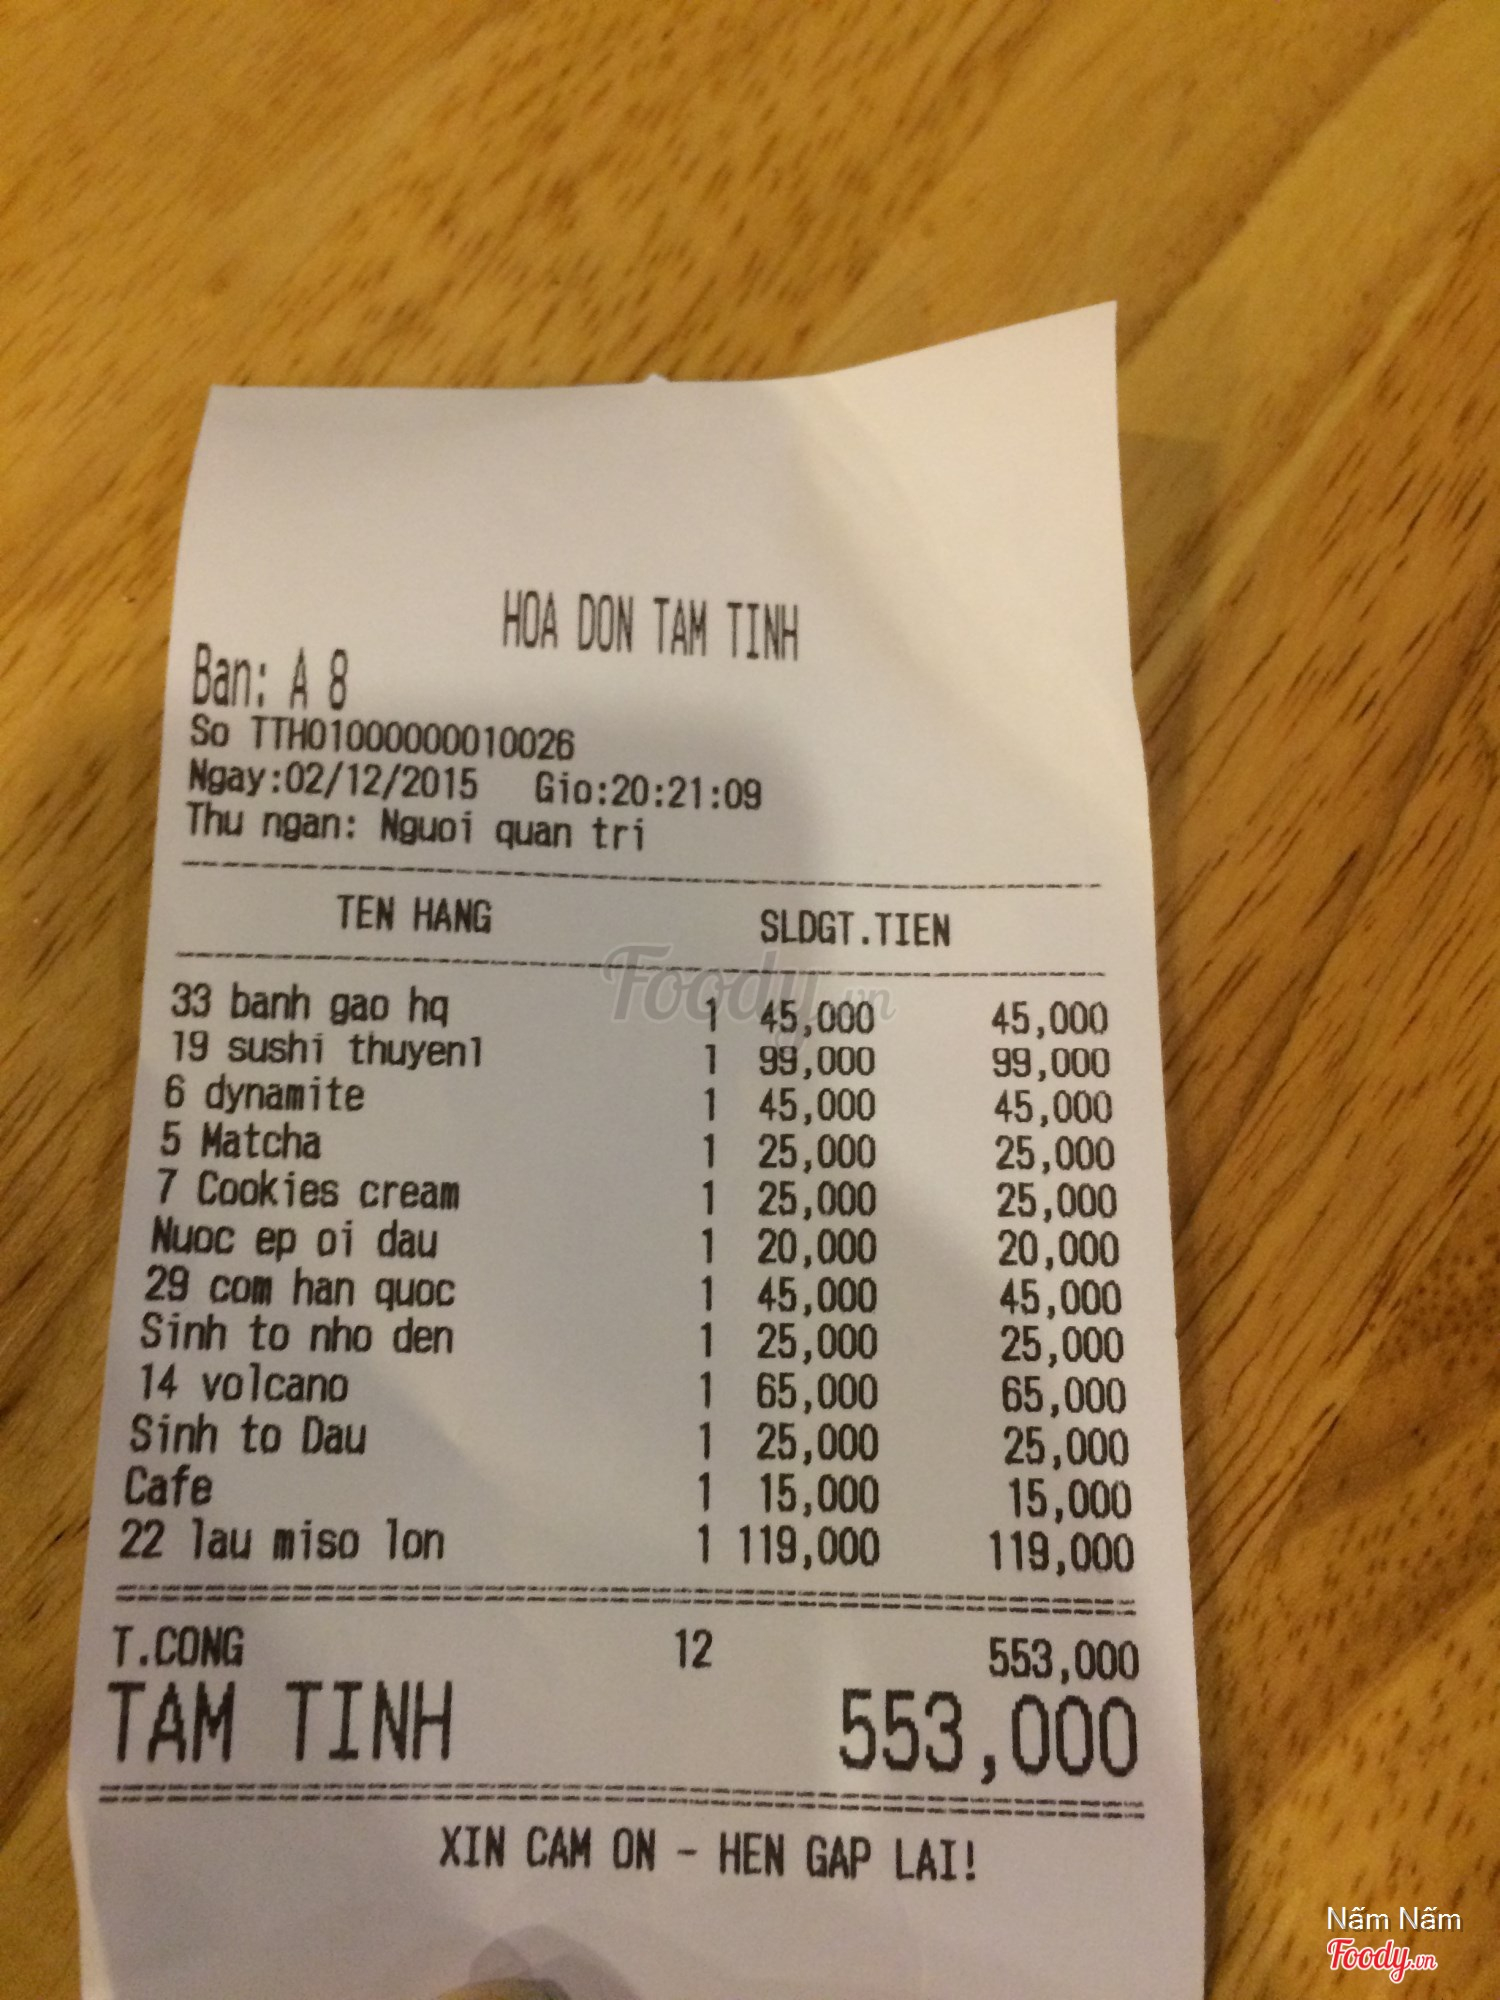 HOA DON TAM TINH
Ban: A 8
So TTH01000000010026
Ngay:02/12/2015 Gio:20:21:09
Thu ngan: Nguoi quan tri
TEN HANG SLDGT.TIEN
Foody.vn
33 banh gao hq 1 45,000 45,000
19 sushi thuyen1 1 99,000 99,000
6 dynamite 1 45,000 45,000
5 Matcha 1 25,000 25,000
7 Cookies cream 1 25,000 25,000
Nuoc ep oi dau 1 20,000 20,000
29 com han quoc 1 45,000 45,000
Sinh to nho den 1 25,000 25,000
14 volcano 1 65,000 65,000
Sinh to Dau 1 25,000 25,000
Cafe 1 15,000 15,000
22 lau miso lon 1 119,000 119,000
T.CONG 12 553,000
TAM TINH 553,000
XIN CAM ON - HEN GAP LAI!
Nấm Nấm
Foody.vn